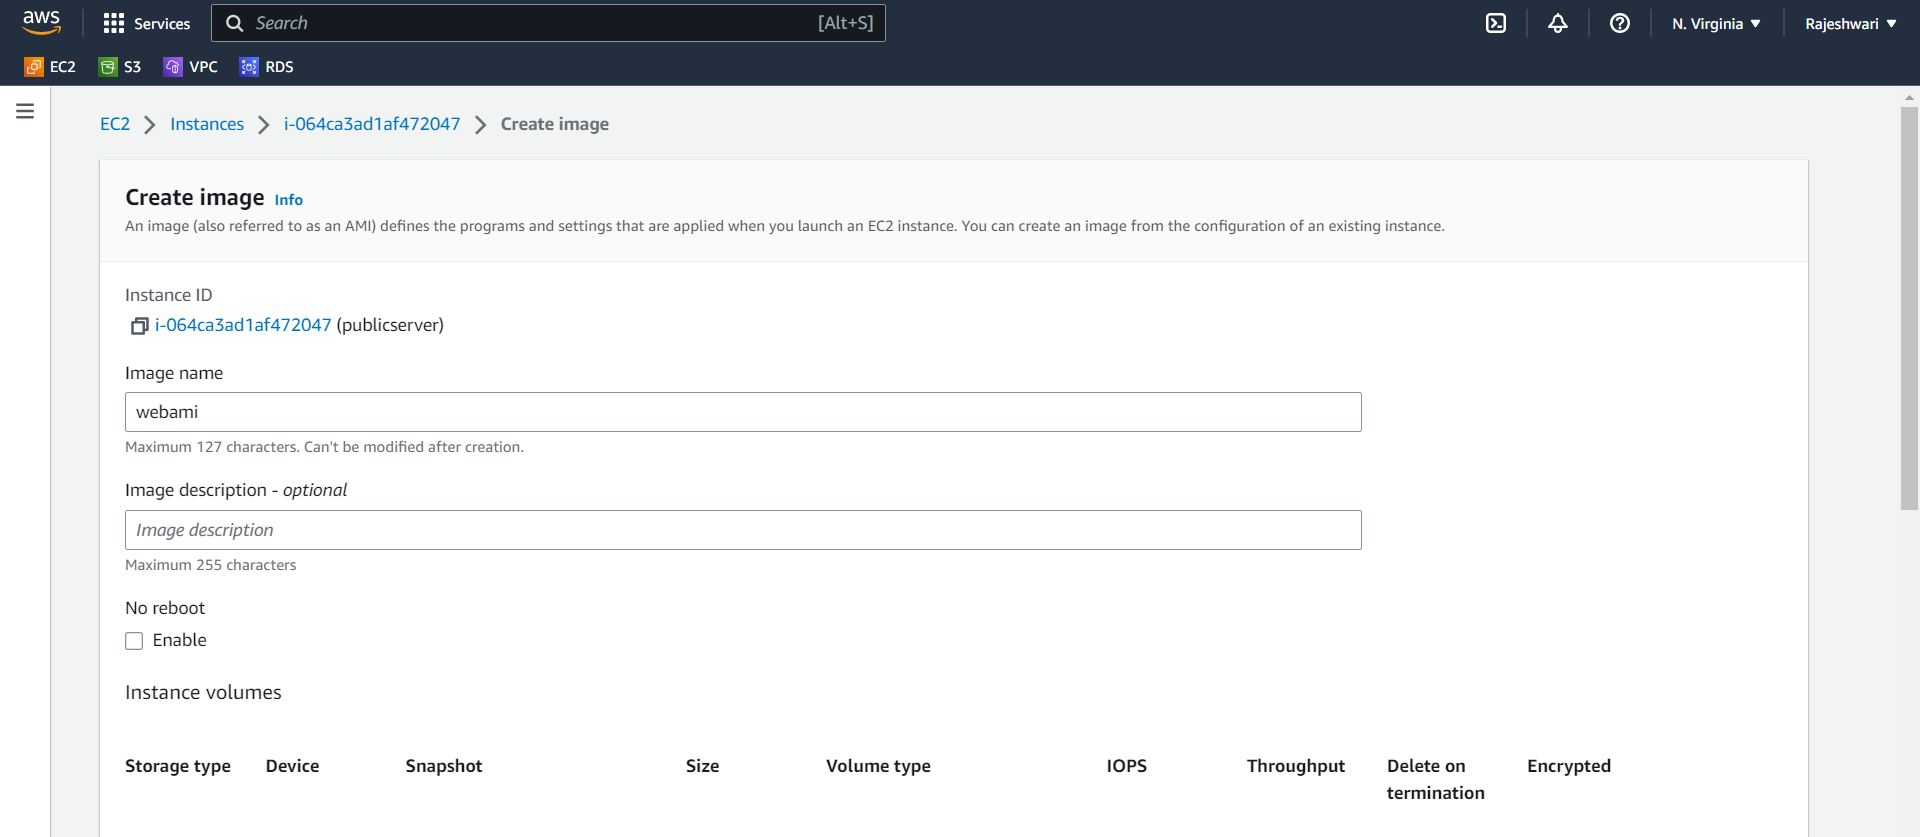 aws Services Search [Alt+S] N. Virginia Rajeshwari
EC2 S3 VPC RDS
EC2 Instances i-064ca3ad1af472047 Create image
Create image Info
An image (also referred to as an AMI) defines the programs and settings that are applied when you launch an EC2 instance. You can create an image from the configuration of an existing instance.
Instance ID
i-064ca3ad1af472047 (publicserver)
Image name
webami
Maximum 127 characters. Can't be modified after creation.
Image description - optional
Image description
Maximum 255 characters
No reboot
Enable
Instance volumes
Storage type Device Snapshot Size Volume type IOPS Throughput Delete on Encrypted
termination